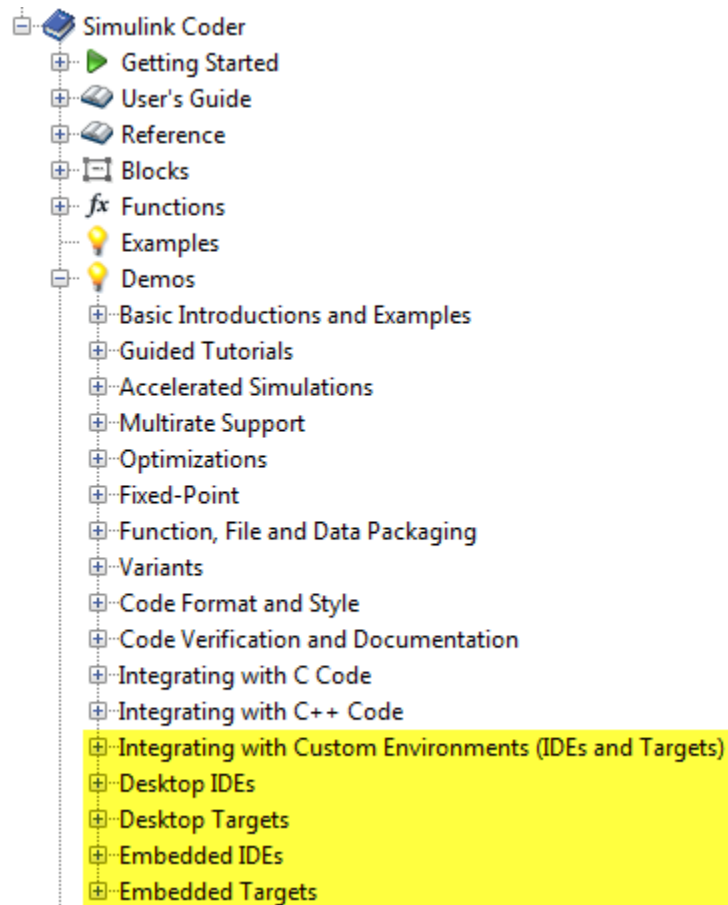 Simulink Coder
Getting Started
User's Guide
Reference
Blocks
fx Functions
Examples
Demos
Basic Introductions and Examples
Guided Tutorials
Accelerated Simulations
Multirate Support
Optimizations
Fixed-Point
Function, File and Data Packaging
Variants
Code Format and Style
Code Verification and Documentation
Integrating with C Code
Integrating with C++ Code
Integrating with Custom Environments (IDEs and Targets)
Desktop IDEs
Desktop Targets
Embedded IDEs
Embedded Targets